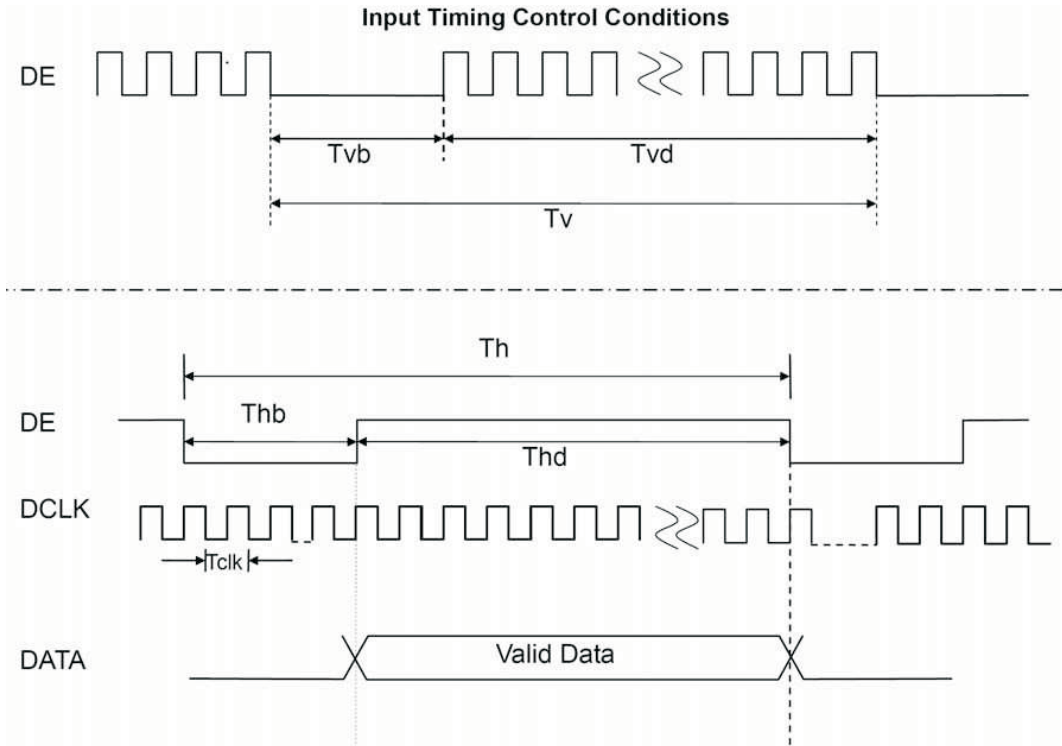 Input Timing Control Conditions
DE
Tvb
Tvd
Tv
Th
DE
Thb
Thd
DCLK
Tclk
DATA
Valid Data